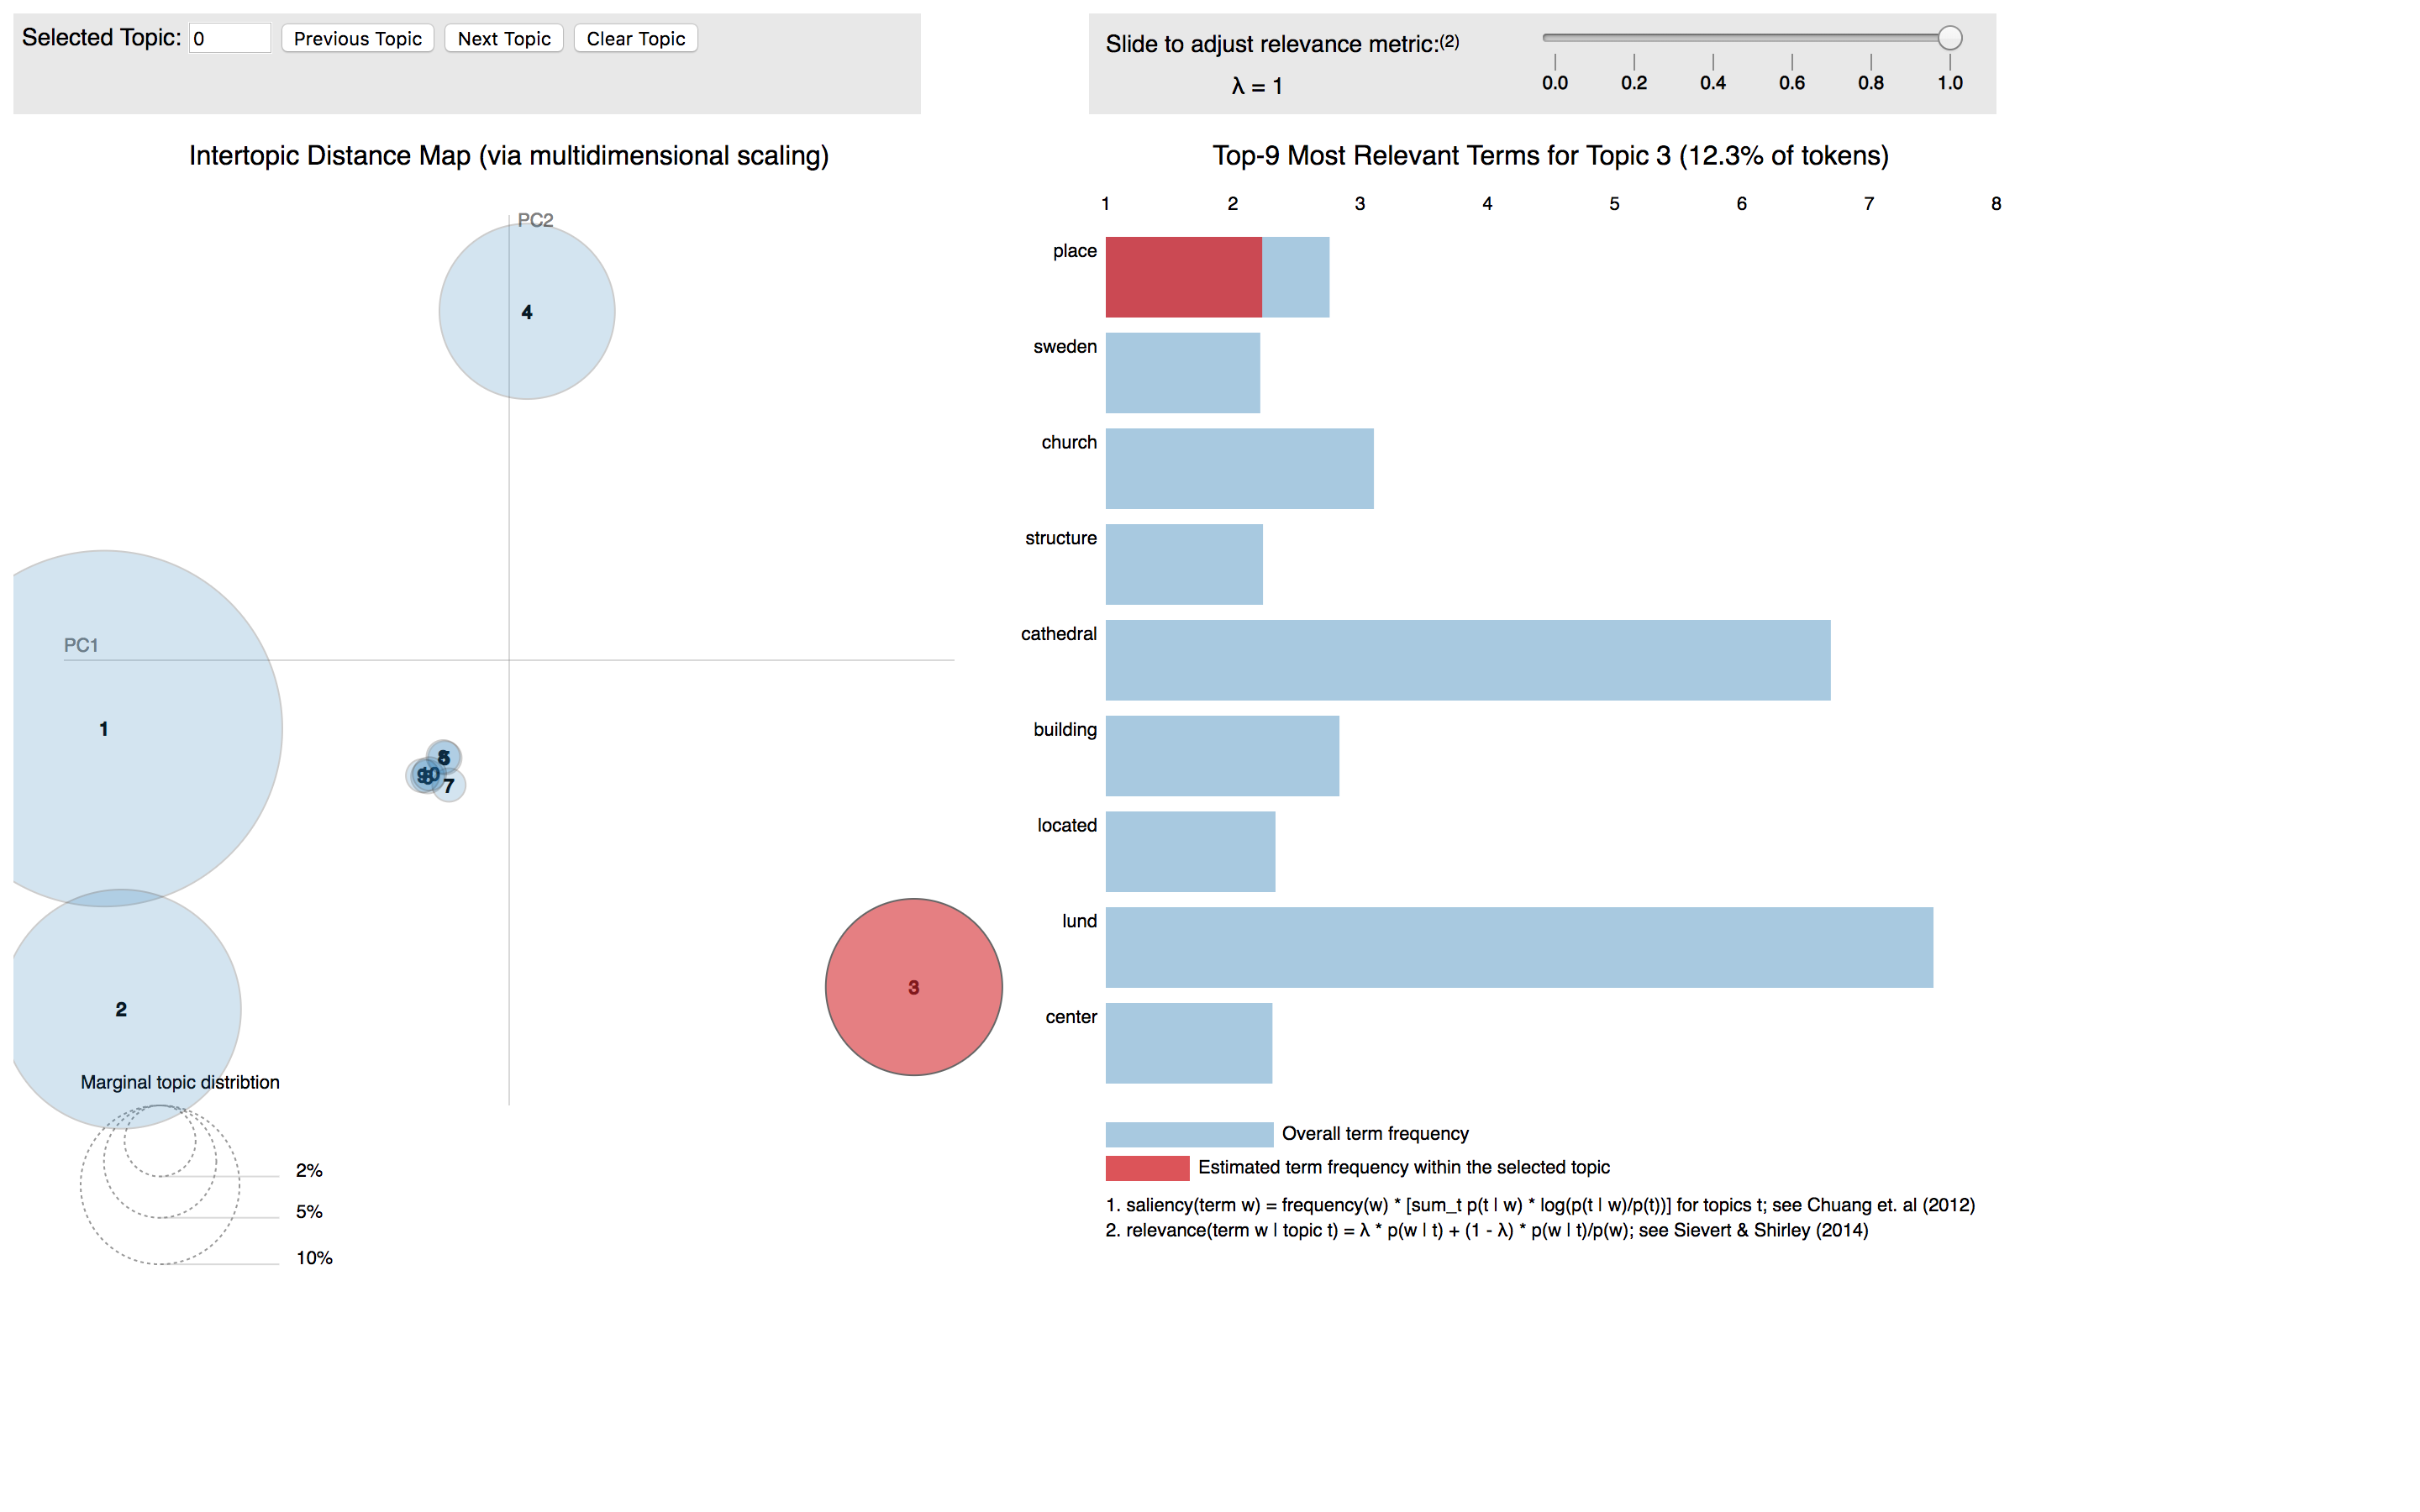 Selected Topic: 0 Previous Topic Next Topic Clear Topic
Slide to adjust relevance metric:(2)
λ = 1
0.0 0.2 0.4 0.6 0.8 1.0
Intertopic Distance Map (via multidimensional scaling)
PC2
4
PC1
1
5
7
3
2
Marginal topic distribtion
2%
5%
10%
Top-9 Most Relevant Terms for Topic 3 (12.3% of tokens)
1 2 3 4 5 6 7 8
place
sweden
church
structure
cathedral
building
located
lund
center
Overall term frequency
Estimated term frequency within the selected topic
1. saliency(term w) = frequency(w) * [sum_t p(t | w) * log(p(t | w)/p(t))] for topics t; see Chuang et. al (2012)
2. relevance(term w | topic t) = λ * p(w | t) + (1 - λ) * p(w | t)/p(w); see Sievert & Shirley (2014)